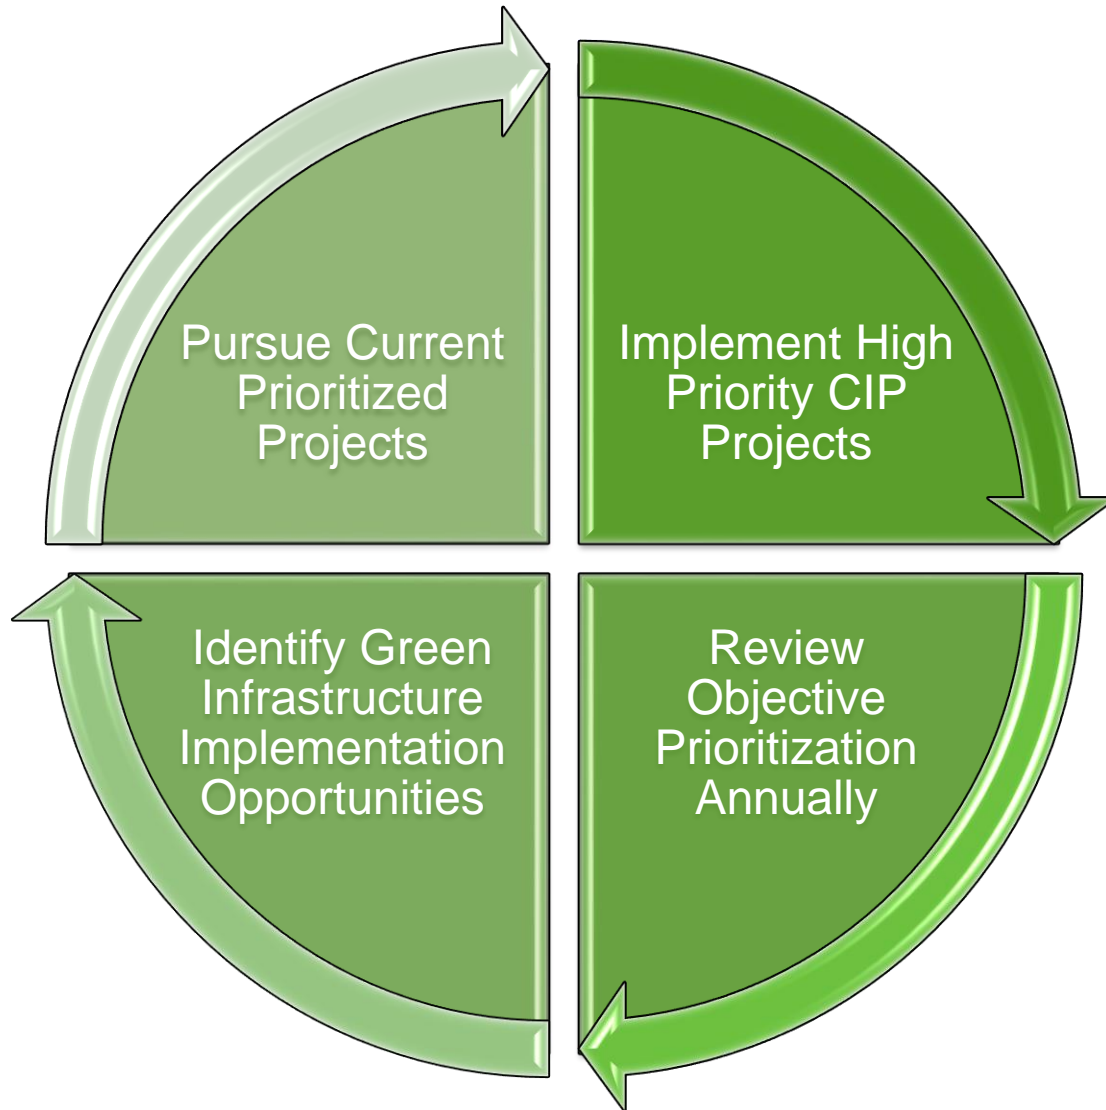 Pursue Current
Prioritized
Projects
Implement High
Priority CIP
Projects
Identify Green
Infrastructure
Implementation
Opportunities
Review
Objective
Prioritization
Annually